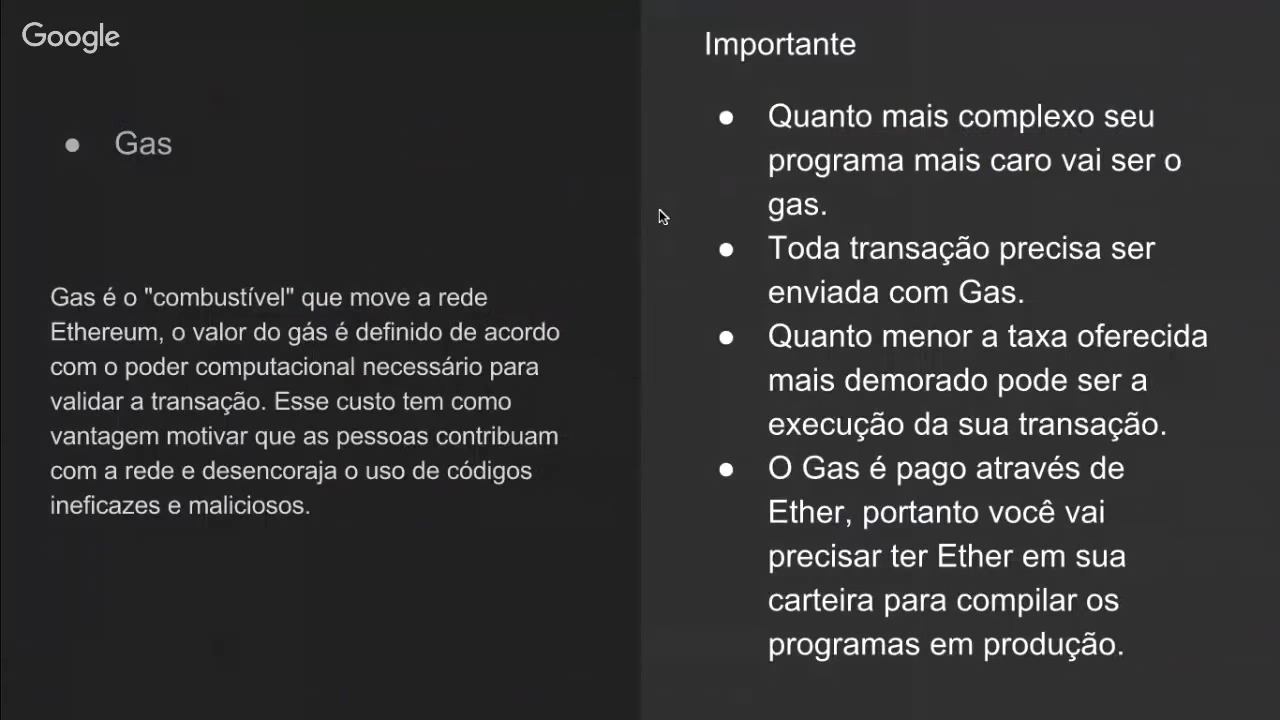 Google
● Gas
Gas é o "combustível" que move a rede
Ethereum, o valor do gás é definido de acordo
com o poder computacional necessário para
validar a transação. Esse custo tem como
vantagem motivar que as pessoas contribuam
com a rede e desencoraja o uso de códigos
ineficazes e maliciosos.
Importante
● Quanto mais complexo seu
programa mais caro vai ser o
gas.
● Toda transação precisa ser
enviada com Gas.
● Quanto menor a taxa oferecida
mais demorado pode ser a
execução da sua transação.
● O Gas é pago através de
Ether, portanto você vai
precisar ter Ether em sua
carteira para compilar os
programas em produção.